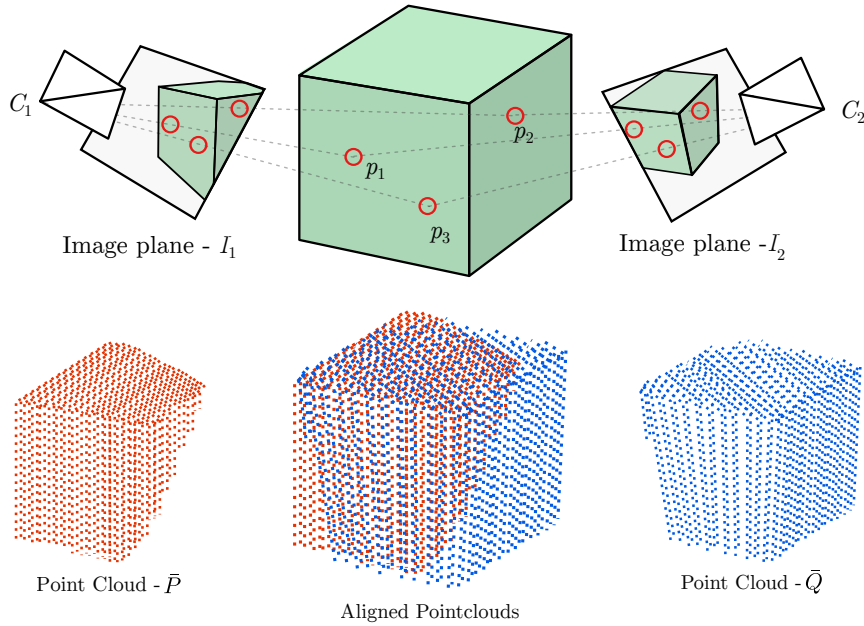 C₁
C₂
p₂
p₁
p₃
Image plane - I₁
Image plane -I₂
Point Cloud - P̄
Aligned Pointclouds
Point Cloud - Q̄